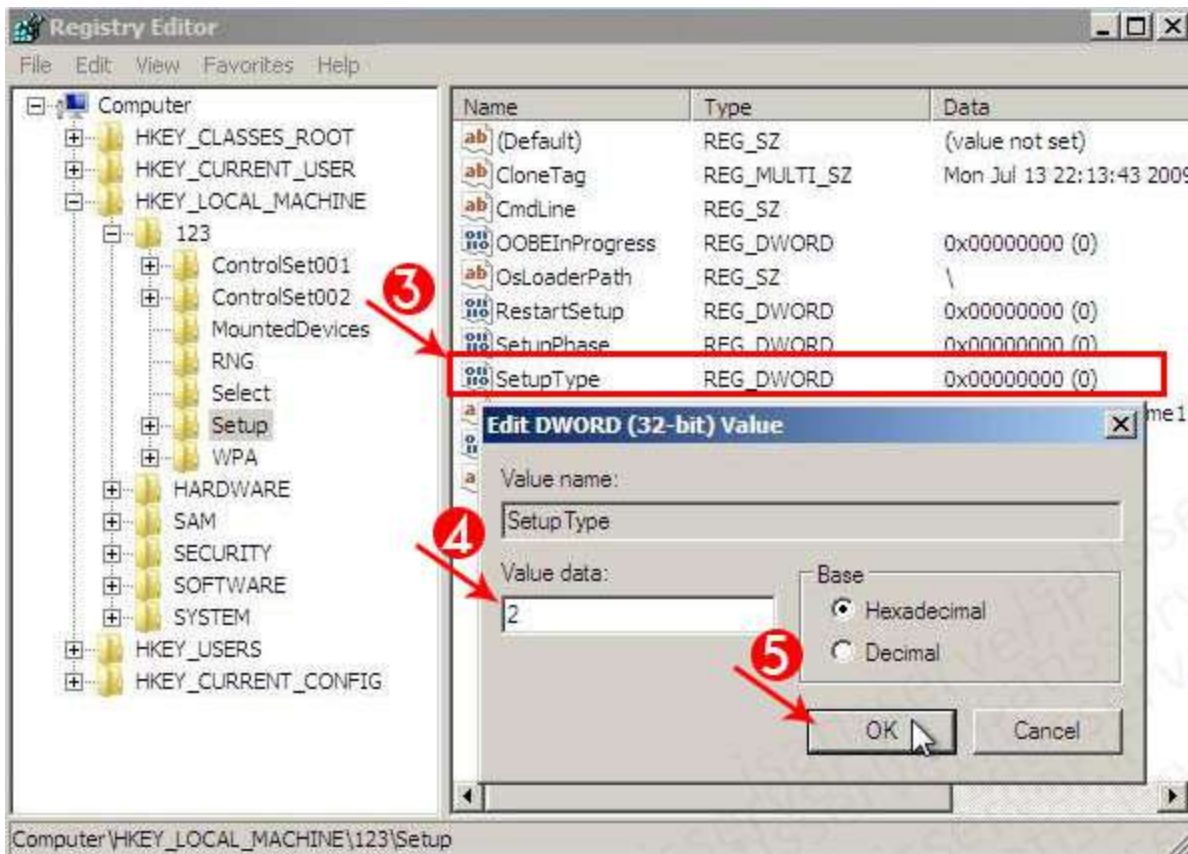 Registry Editor
File Edit View Favorites Help
Computer
HKEY_CLASSES_ROOT
HKEY_CURRENT_USER
HKEY_LOCAL_MACHINE
123
ControlSet001
ControlSet002
MountedDevices
RNG
Select
Setup
WPA
HARDWARE
SAM
SECURITY
SOFTWARE
SYSTEM
HKEY_USERS
HKEY_CURRENT_CONFIG
Name Type Data
(Default) REG_SZ (value not set)
CloneTag REG_MULTI_SZ Mon Jul 13 22:13:43 2009
CmdLine REG_SZ
OOBEInProgress REG_DWORD 0x00000000 (0)
OsLoaderPath REG_SZ \
RestartSetup REG_DWORD 0x00000000 (0)
SetupPhase REG_DWORD 0x00000000 (0)
SetupType REG_DWORD 0x00000000 (0)
me1
3
Edit DWORD (32-bit) Value
Value name:
SetupType
4
Value data:
2
Base
Hexadecimal
Decimal
5
OK Cancel
Computer\HKEY_LOCAL_MACHINE\123\Setup